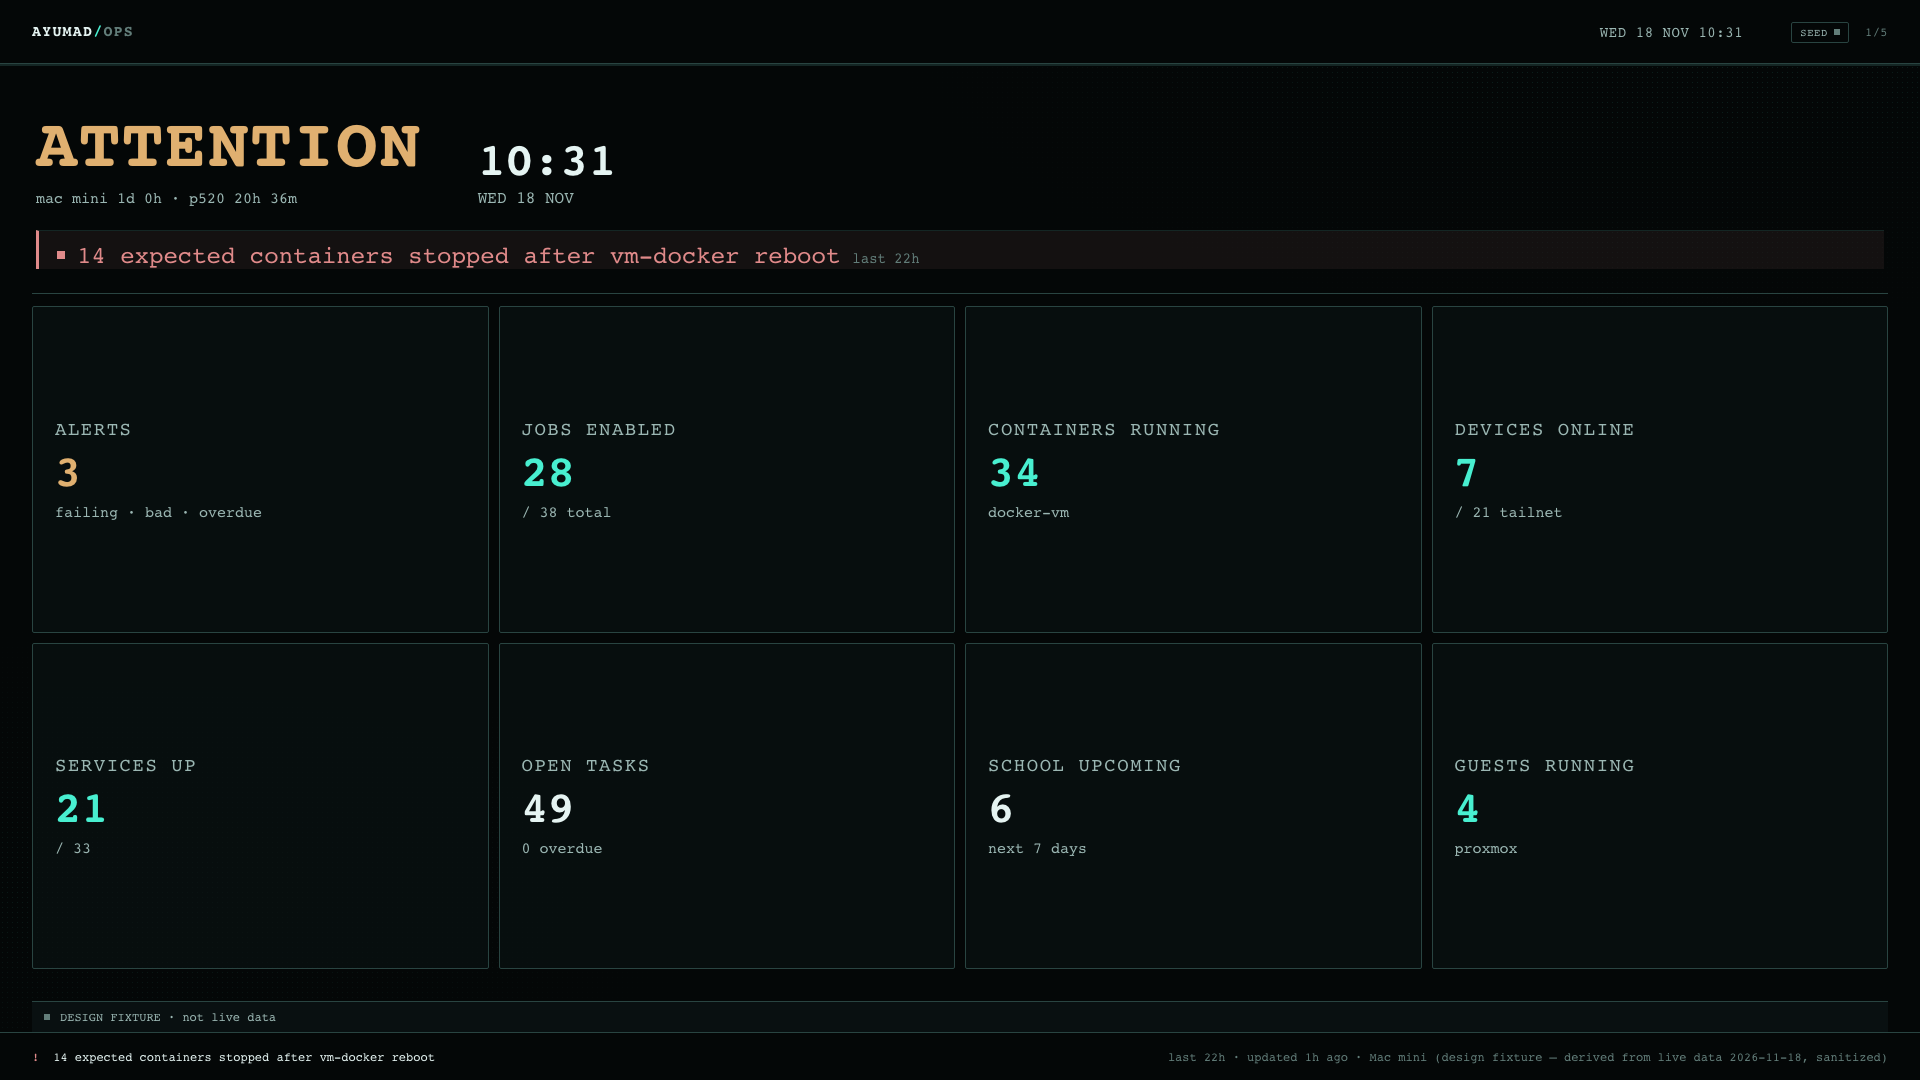 AYUMAD/OPS
WED 18 NOV 10:31
SEED
1/5
ATTENTION
10:31
mac mini 1d 0h · p520 20h 36m
WED 18 NOV
14 expected containers stopped after vm-docker reboot last 22h
ALERTS
3
failing · bad · overdue
JOBS ENABLED
28
/ 38 total
CONTAINERS RUNNING
34
docker-vm
DEVICES ONLINE
7
/ 21 tailnet
SERVICES UP
21
/ 33
OPEN TASKS
49
0 overdue
SCHOOL UPCOMING
6
next 7 days
GUESTS RUNNING
4
proxmox
DESIGN FIXTURE · not live data
! 14 expected containers stopped after vm-docker reboot
last 22h · updated 1h ago · Mac mini (design fixture — derived from live data 2026-11-18, sanitized)